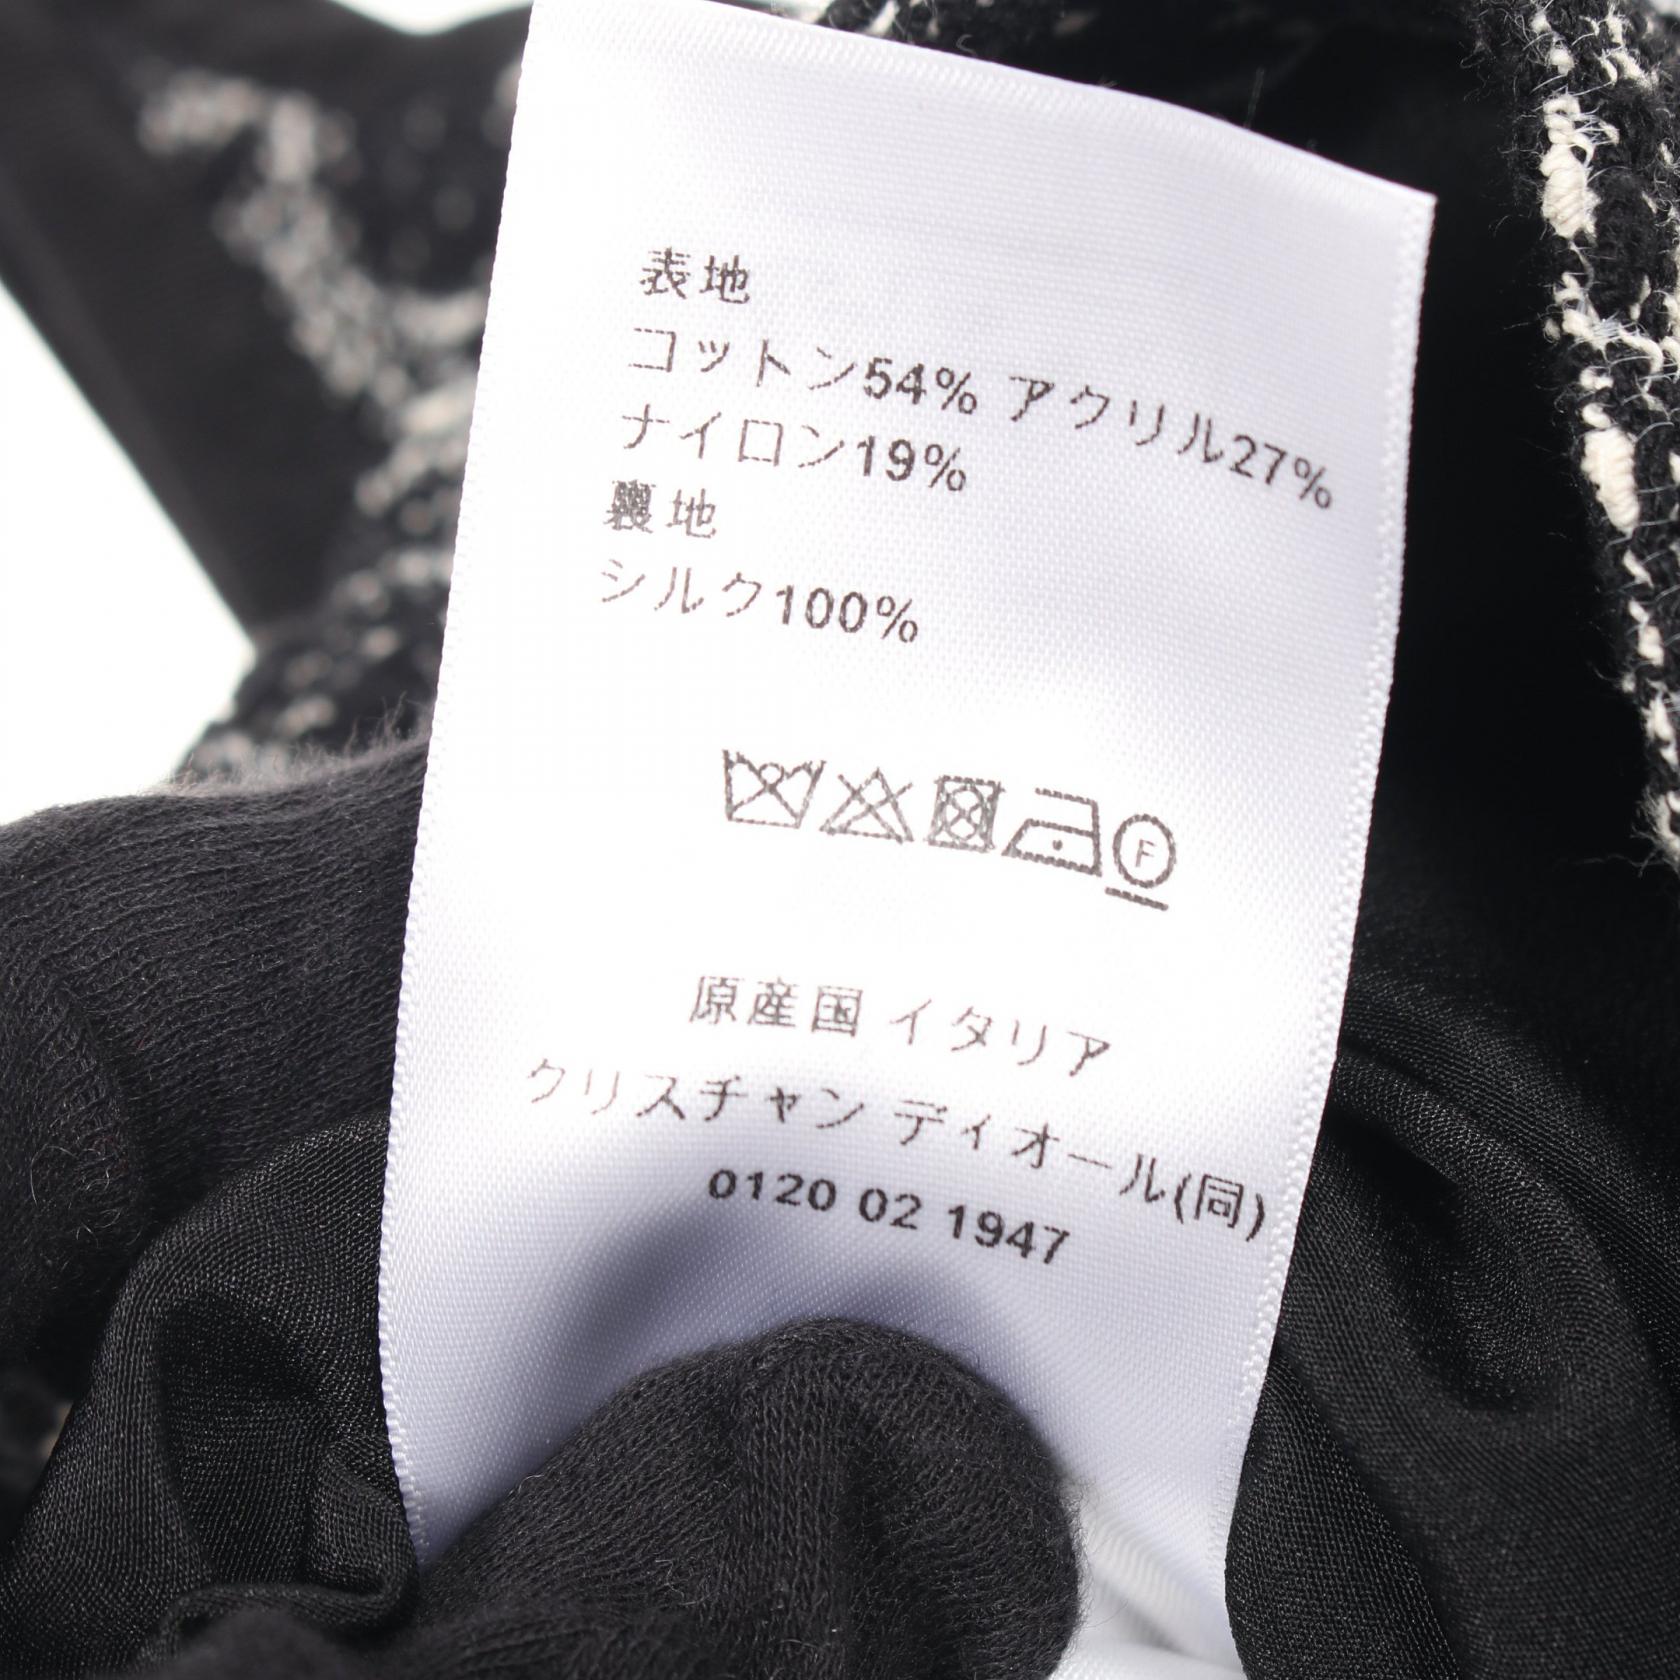 表地
コットン54% アクリル27%
ナイロン19%
裏地
シルク100%
F
原産国 イタリア
クリスチャン ディオール(同)
0120 02 1947